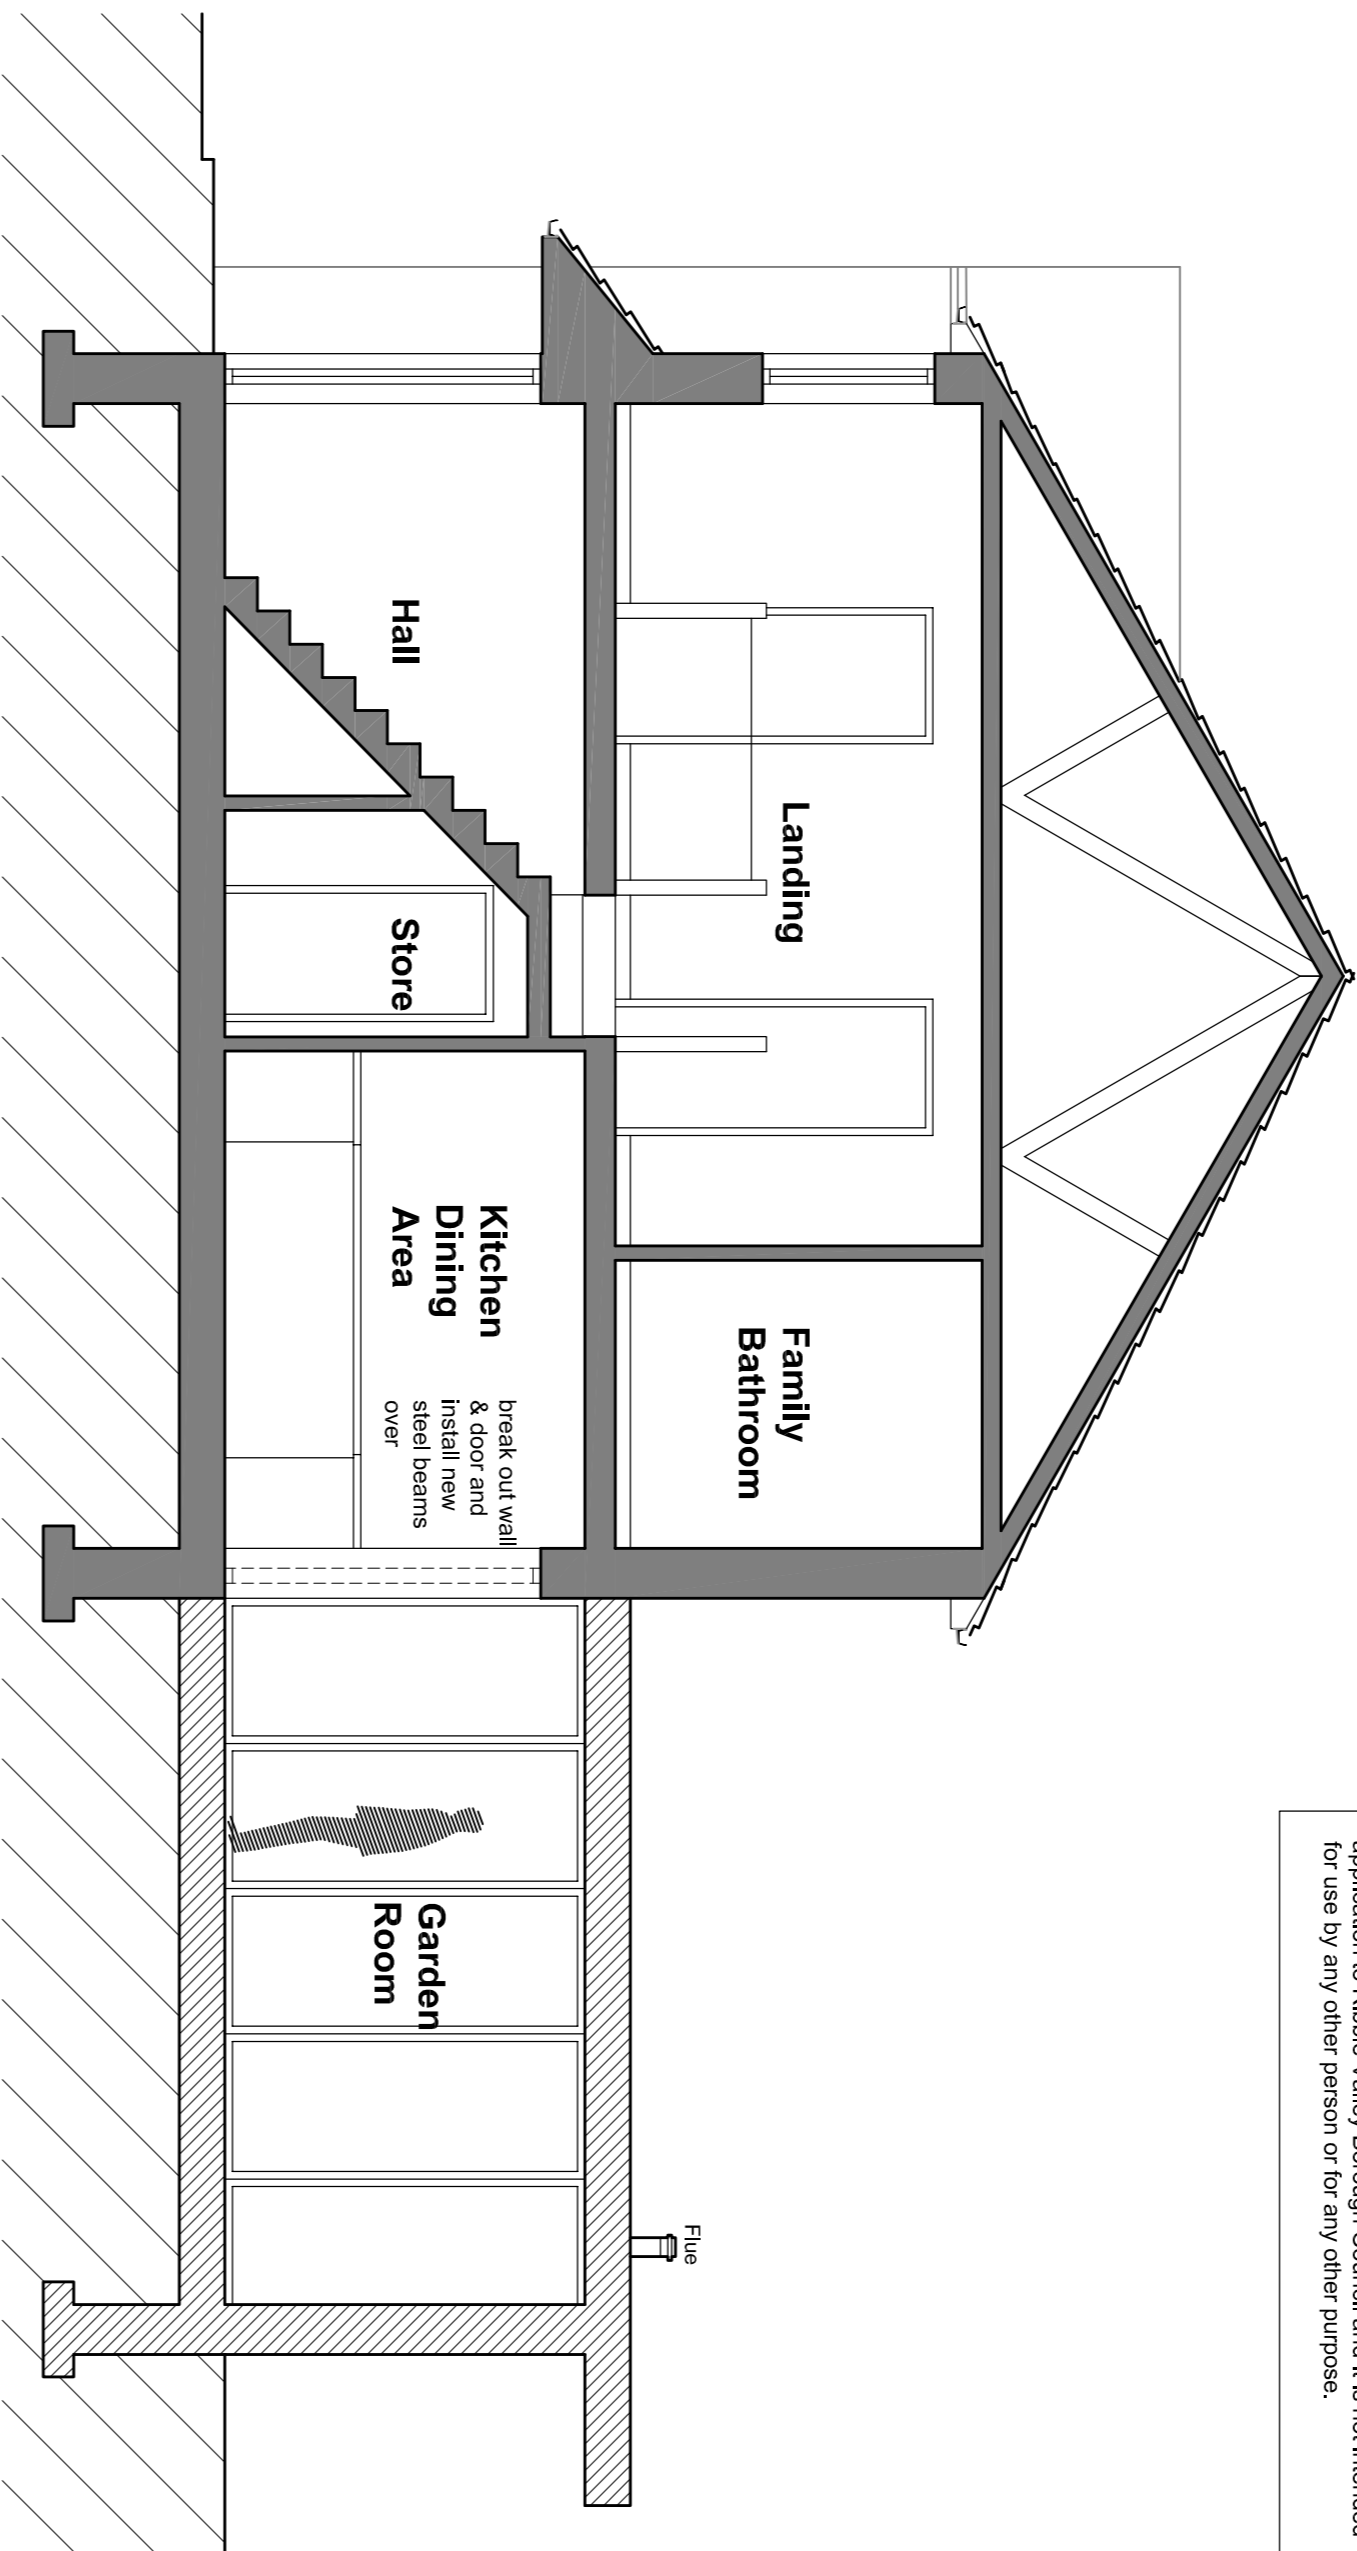 for use by any other person or for any other purpose.
Flue
Landing
Family
Bathroom
Hall
Store
Kitchen
Dining
Area
break out wall
& door and
install new
steel beams
over
Garden
Room